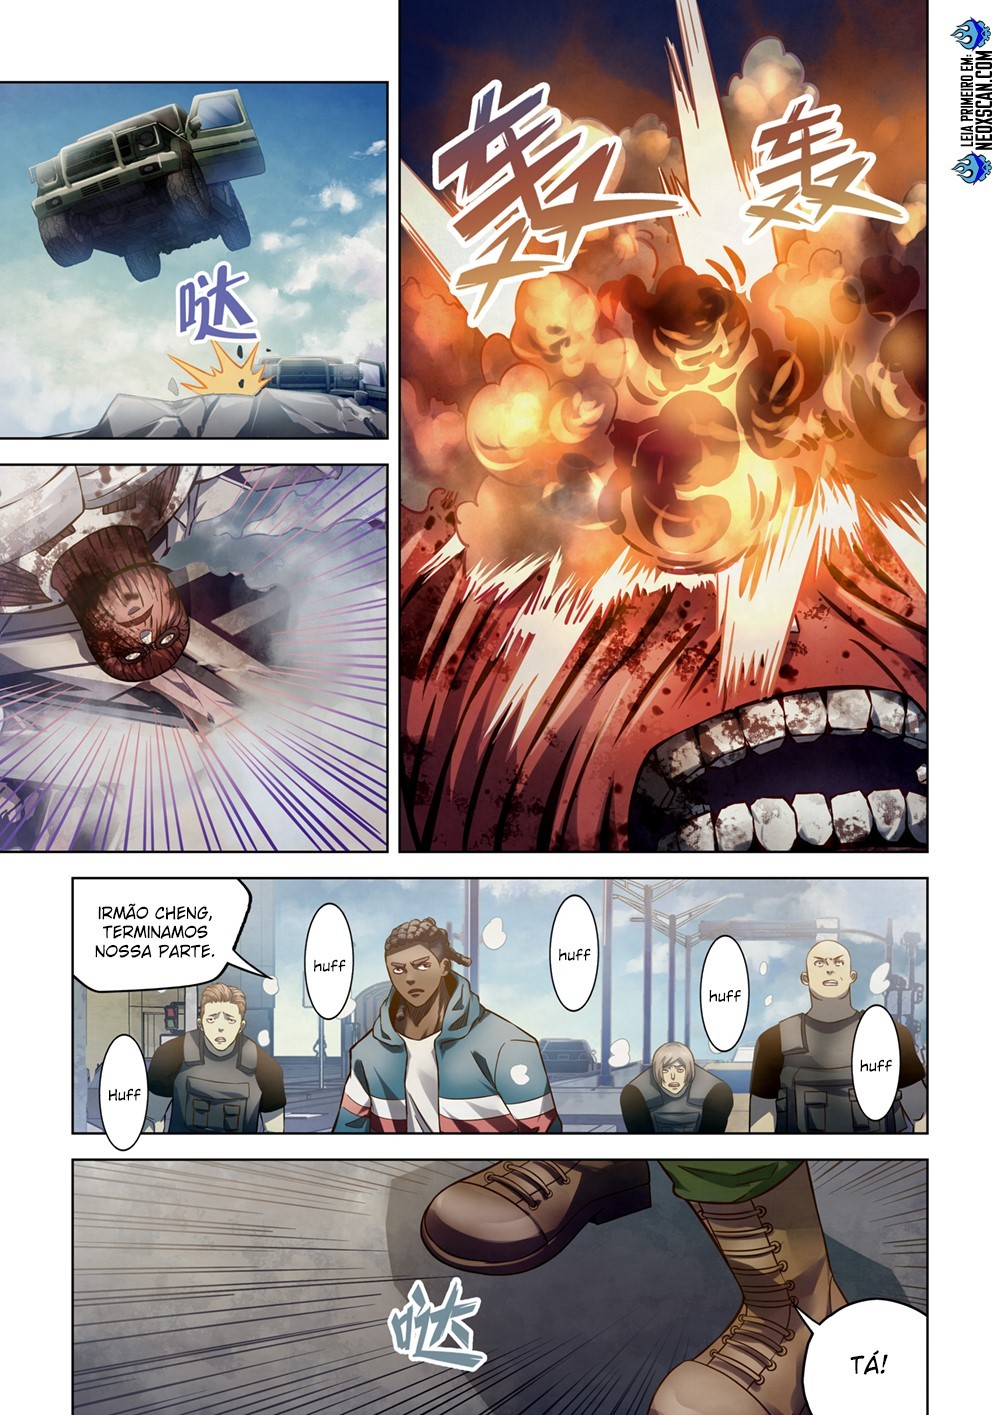 LEIA PRIMEIRO EM:
NEOXSCAN.COM
哒
轰
轰
IRMÃO CHENG,
TERMINAMOS
NOSSA PARTE.
Huff
huff
huff
huff
huff
哒
TÁ!